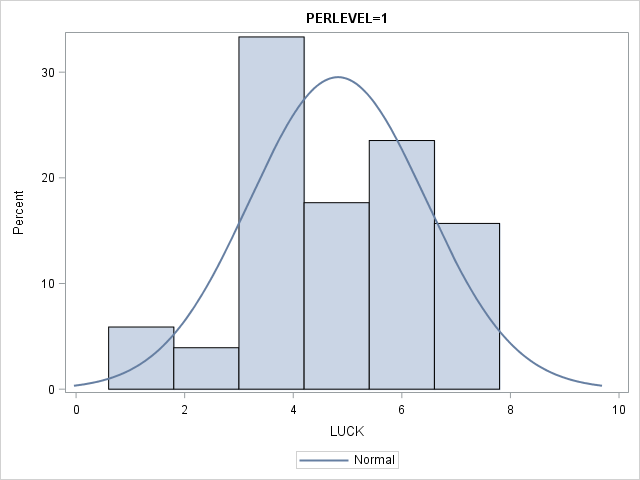 PERLEVEL=1
30
20
10
0
Percent
0 2 4 6 8 10
LUCK
Normal